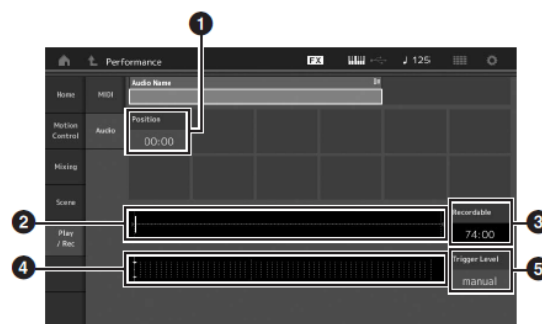 1
Performance
FX
♩ 125
Home
MIDI
Audio Name
Motion
Control
Audio
Position
00:00
Mixing
Scene
2
Recordable
3
Play
/ Rec
74:00
4
Trigger Level
5
manual